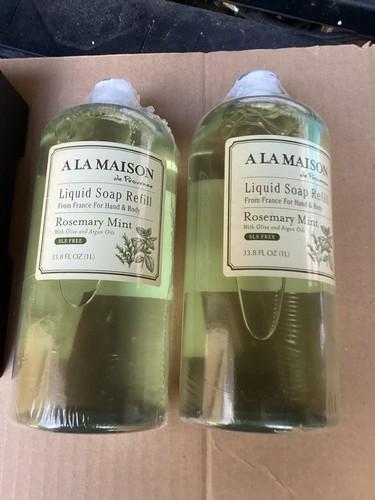 A LA MAISON
de Provence
Liquid Soap Refill
From France For Hand & Body
Rosemary Mint
With Olive and Argan Oils
SLS FREE
33.8 FL OZ (1L)
A LA MAISON
de Provence
Liquid Soap Refill
From France For Hand & Body
Rosemary Mint
With Olive and Argan Oils
SLS FREE
33.8 FL OZ (1L)